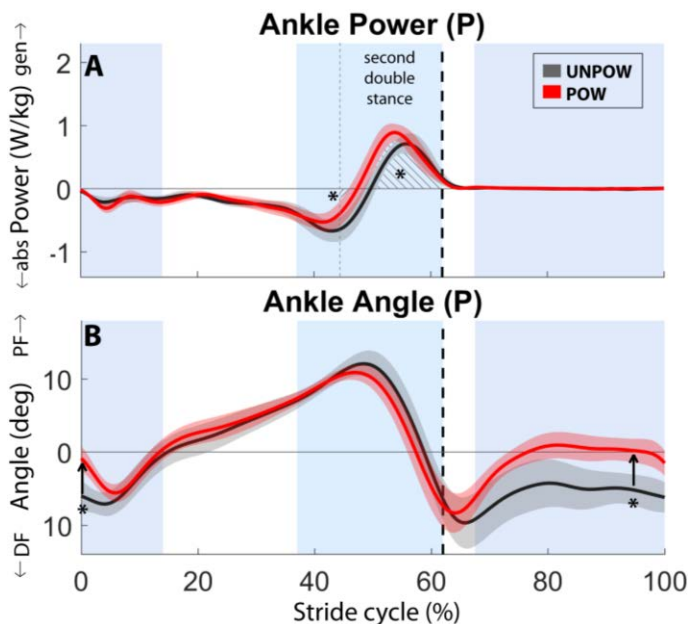 Ankle Power (P)
A
second
double
stance
UNPOW
POW
←abs Power (W/kg) gen→
2
1
0
-1
*
*
Ankle Angle (P)
B
←DF Angle (deg) PF→
10
0
10
*
*
0
20
40
60
80
100
Stride cycle (%)